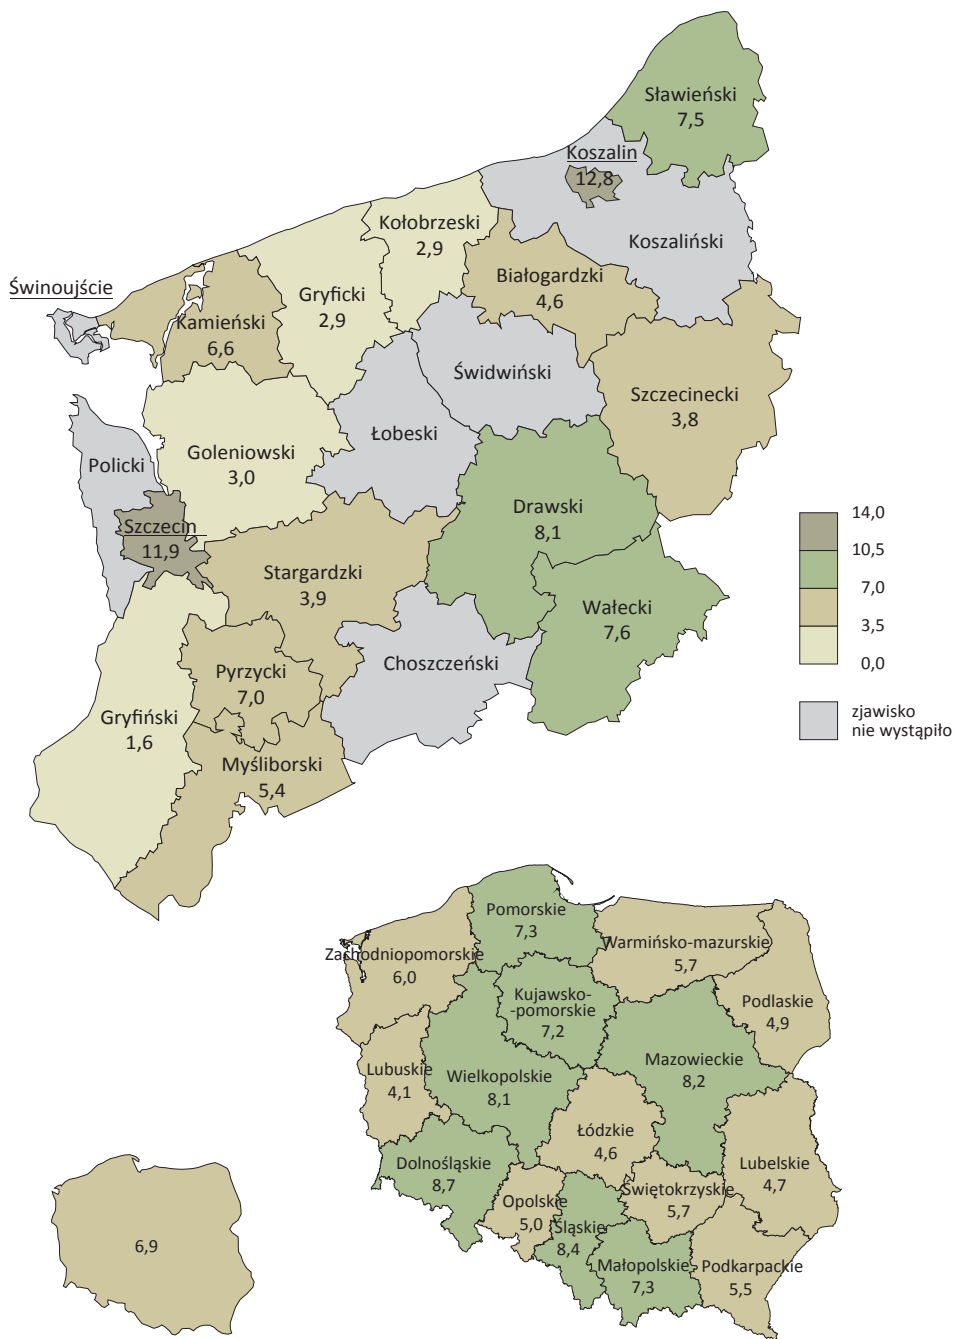 Sławieński
7,5
Koszalin
12,8
Koszaliński
Kołobrzeski
2,9
Białogardzki
4,6
Gryficki
2,9
Świnoujście
Kamieński
6,6
Świdwiński
Szczecinecki
3,8
Łobeski
Goleniowski
3,0
Policki
Szczecin
11,9
Drawski
8,1
Stargardzki
3,9
Wałecki
7,6
Choszczeński
Pyrzycki
7,0
Gryfiński
1,6
Myśliborski
5,4
14,0
10,5
7,0
3,5
0,0
zjawisko
nie wystąpiło
Pomorskie
7,3
Warmińsko-mazurskie
5,7
Zachodniopomorskie
6,0
Kujawsko-
-pomorskie
7,2
Podlaskie
4,9
Mazowieckie
8,2
Lubuskie
4,1
Wielkopolskie
8,1
Łódzkie
4,6
Lubelskie
4,7
Dolnośląskie
8,7
Opolskie
5,0
Świętokrzyskie
5,7
Śląskie
8,4
Małopolskie
7,3
Podkarpackie
5,5
6,9